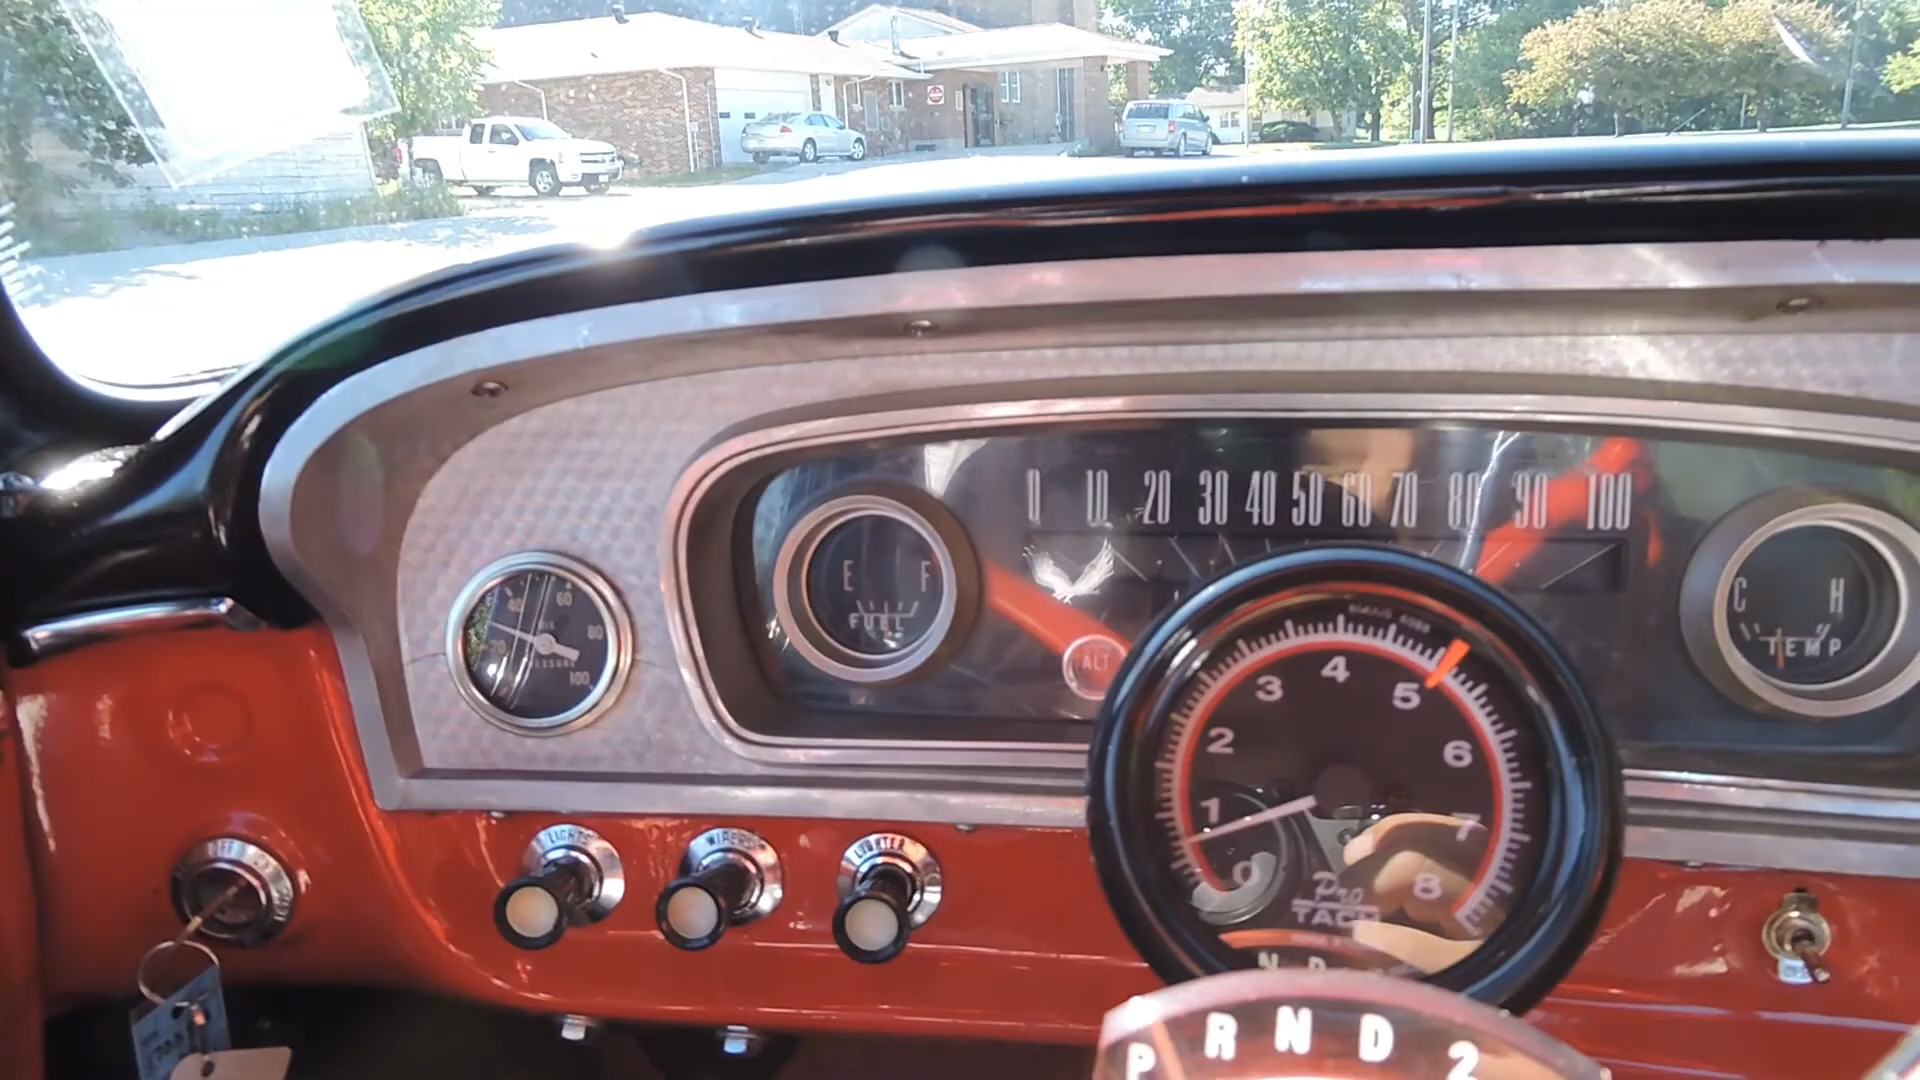 0 10 20 30 40 50 60 70 80 90 100
E F
FUEL
C H
TEMP
ALT
20 40 60 80 100
0 1 2 3 4 5 6 7 8
Pro
TACH
LIGHTS
WIPERS
LIGHTER
OFF
N D
P R N D 2